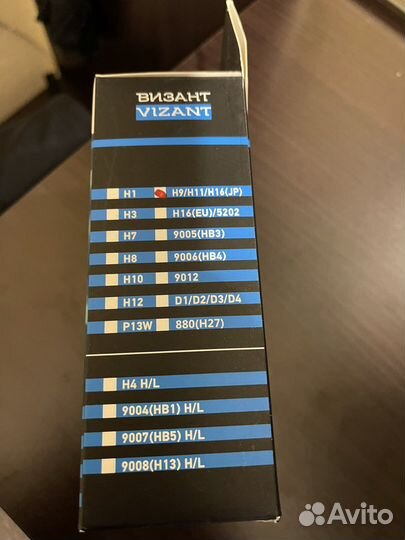 ВИЗАНТ
VIZANT
H1 H9/H11/H16(JP)
H3 H16(EU)/5202
H7 9005(HB3)
H8 9006(HB4)
H10 9012
H12 D1/D2/D3/D4
P13W 880(H27)
H4 H/L
9004(HB1) H/L
9007(HB5) H/L
9008(H13) H/L
Avito